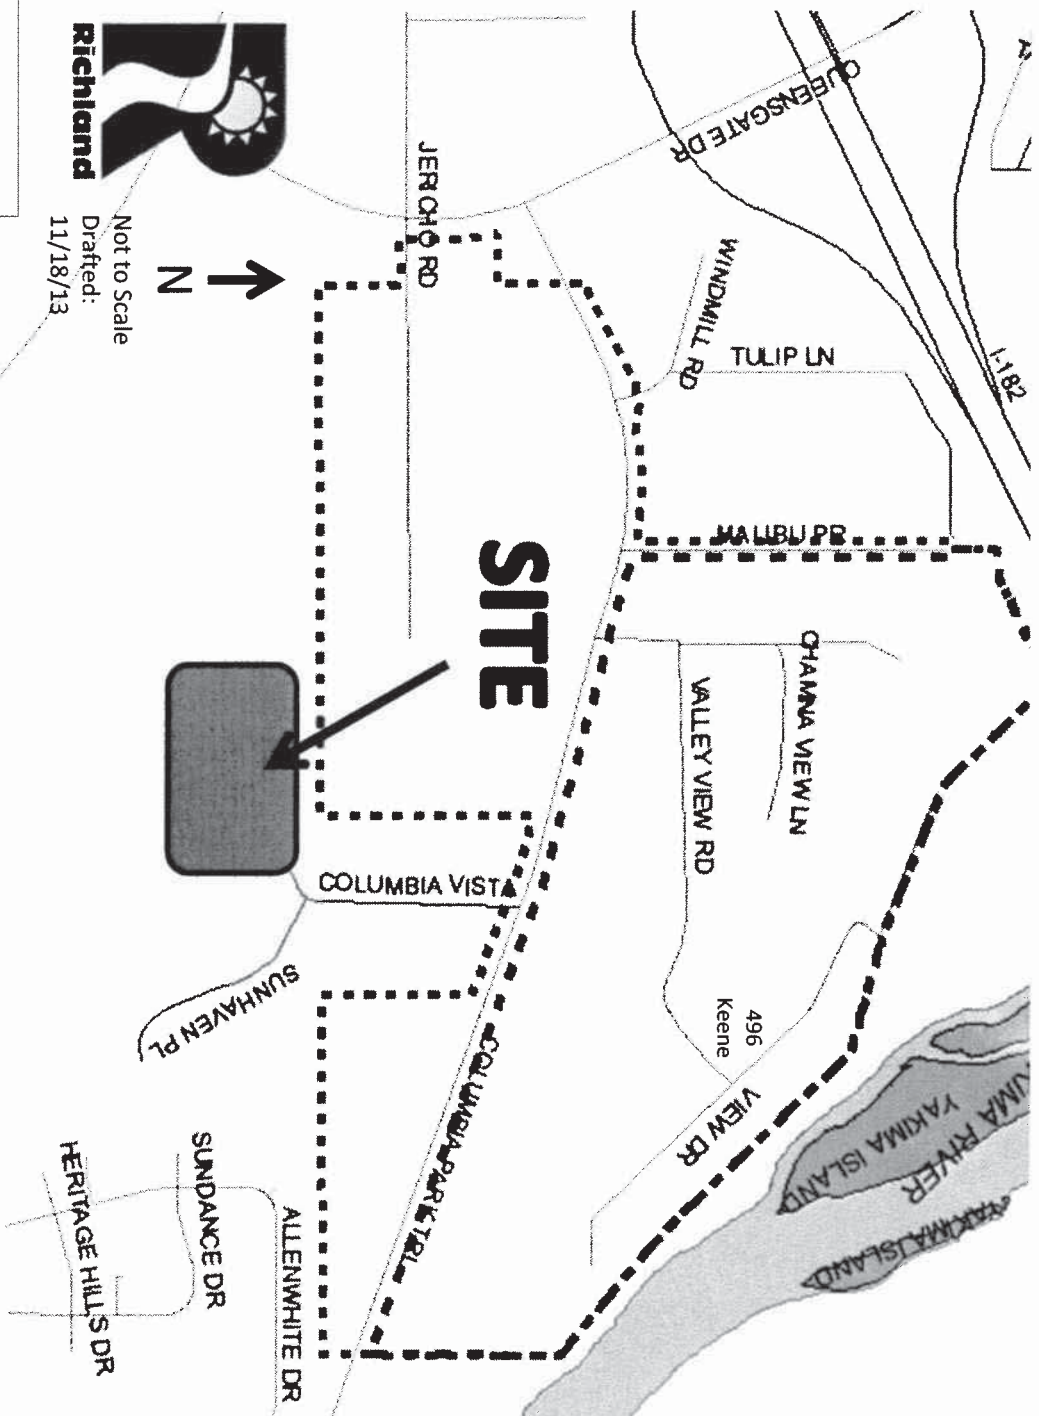 QUEENSGATE DR
I-182
JERICHO RD
WINDMILL RD
TULIP LN
MALIBU PR
CHAMNA VIEW LN
VALLEY VIEW RD
496
Keene
VIEW DR
YAKIMA ISLAND
RIVER
YAKIMA ISLAND
SITE
COLUMBIA VISTA
COLUMBIA PARK TRL
SUNHAVEN PL
SUNDANCE DR
ALLENWHITE DR
HERITAGE HILLS DR
Richland
Not to Scale
Drafted:
11/18/13
N